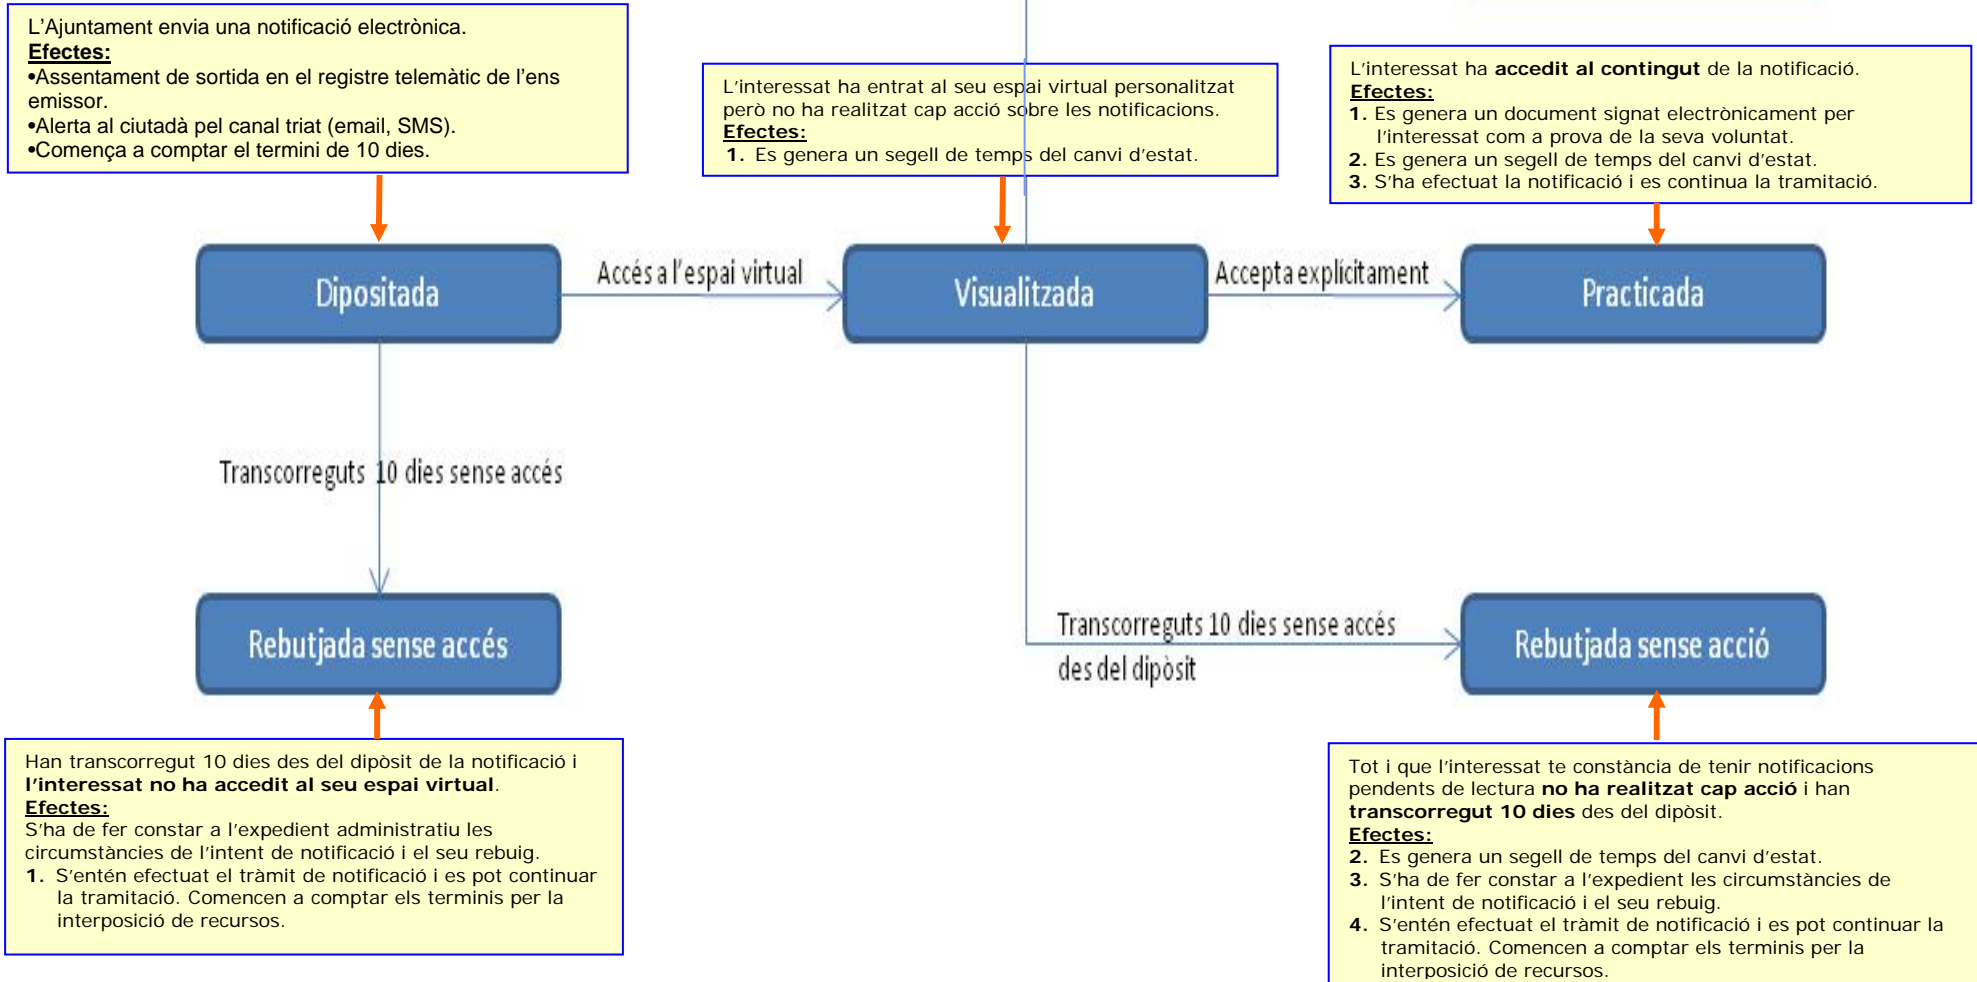 L'Ajuntament envia una notificació electrònica.
Efectes:
•Assentament de sortida en el registre telemàtic de l'ens
emissor.
•Alerta al ciutadà pel canal triat (email, SMS).
•Comença a comptar el termini de 10 dies.
L'interessat ha entrat al seu espai virtual personalitzat
però no ha realitzat cap acció sobre les notificacions.
Efectes:
1. Es genera un segell de temps del canvi d'estat.
L'interessat ha accedit al contingut de la notificació.
Efectes:
1. Es genera un document signat electrònicament per
l'interessat com a prova de la seva voluntat.
2. Es genera un segell de temps del canvi d'estat.
3. S'ha efectuat la notificació i es continua la tramitació.
Dipositada
Accés a l'espai virtual
Visualitzada
Accepta explícitament
Practicada
Transcorreguts 10 dies sense accés
Rebutjada sense accés
Transcorreguts 10 dies sense accés
des del dipòsit
Rebutjada sense acció
Han transcorregut 10 dies des del dipòsit de la notificació i
l'interessat no ha accedit al seu espai virtual.
Efectes:
S'ha de fer constar a l'expedient administratiu les
circumstàncies de l'intent de notificació i el seu rebuig.
1. S'entén efectuat el tràmit de notificació i es pot continuar
la tramitació. Comencen a comptar els terminis per la
interposició de recursos.
Tot i que l'interessat te constància de tenir notificacions
pendents de lectura no ha realitzat cap acció i han
transcorregut 10 dies des del dipòsit.
Efectes:
2. Es genera un segell de temps del canvi d'estat.
3. S'ha de fer constar a l'expedient les circumstàncies de
l'intent de notificació i el seu rebuig.
4. S'entén efectuat el tràmit de notificació i es pot continuar la
tramitació. Comencen a comptar els terminis per la
interposició de recursos.